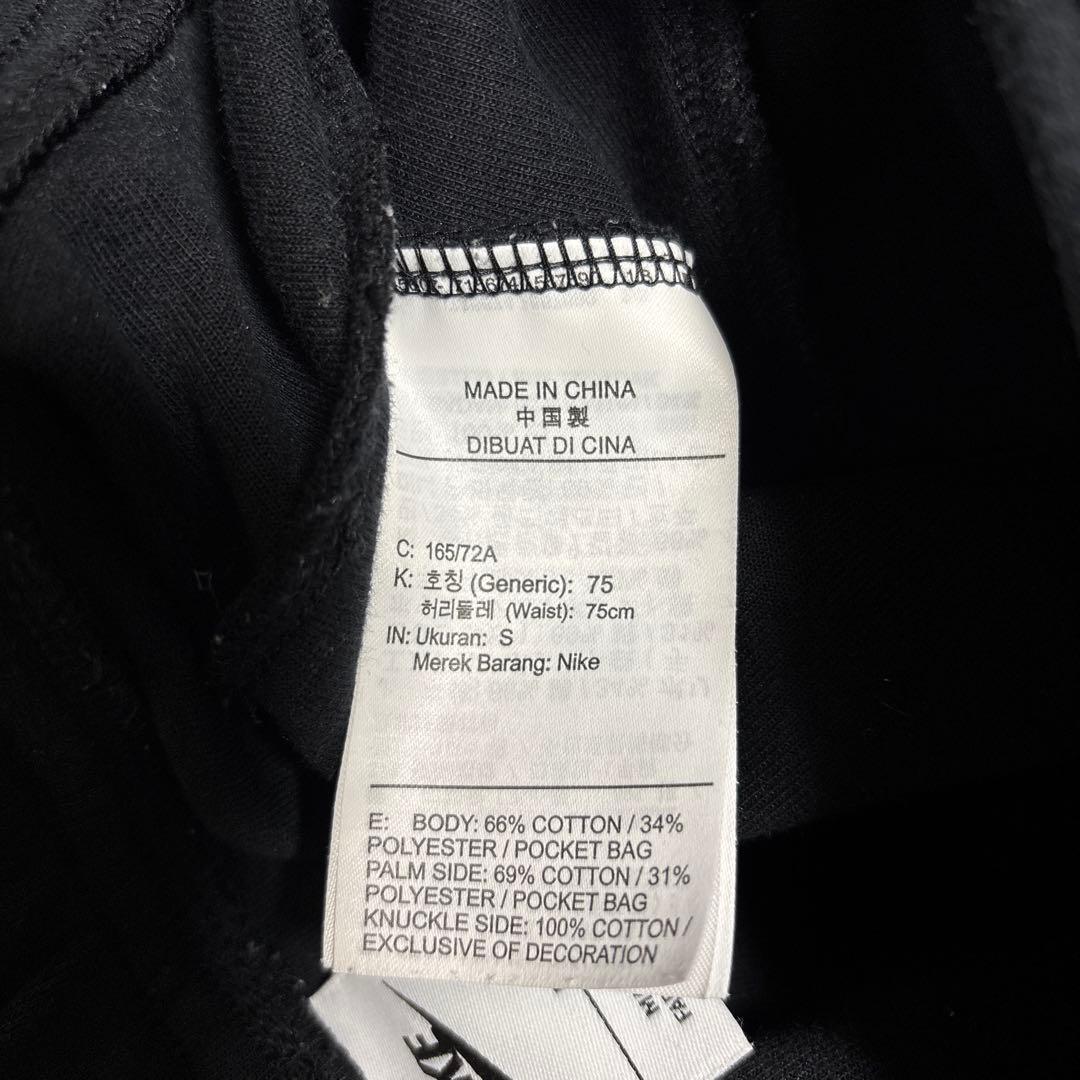 MADE IN CHINA
中国製
DIBUAT DI CINA
C: 165/72A
K: 호칭 (Generic): 75
허리둘레 (Waist): 75cm
IN: Ukuran: S
Merek Barang: Nike
E: BODY: 66% COTTON / 34%
POLYESTER / POCKET BAG
PALM SIDE: 69% COTTON / 31%
POLYESTER / POCKET BAG
KNUCKLE SIDE: 100% COTTON /
EXCLUSIVE OF DECORATION